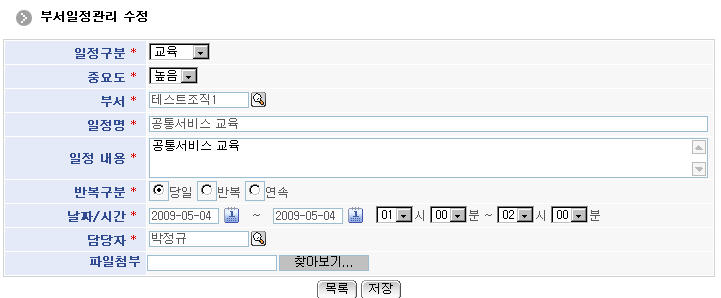 부서일정관리 수정
일정구분 * 교육
중요도 * 높음
부서 * 테스트조직1
일정명 * 공통서비스 교육
일정 내용 * 공통서비스 교육
반복구분 * 당일 반복 연속
날짜/시간 * 2009-05-04 ~ 2009-05-04 01 시 00 분 ~ 02 시 00 분
담당자 * 박정규
파일첨부 찾아보기...
목록 저장